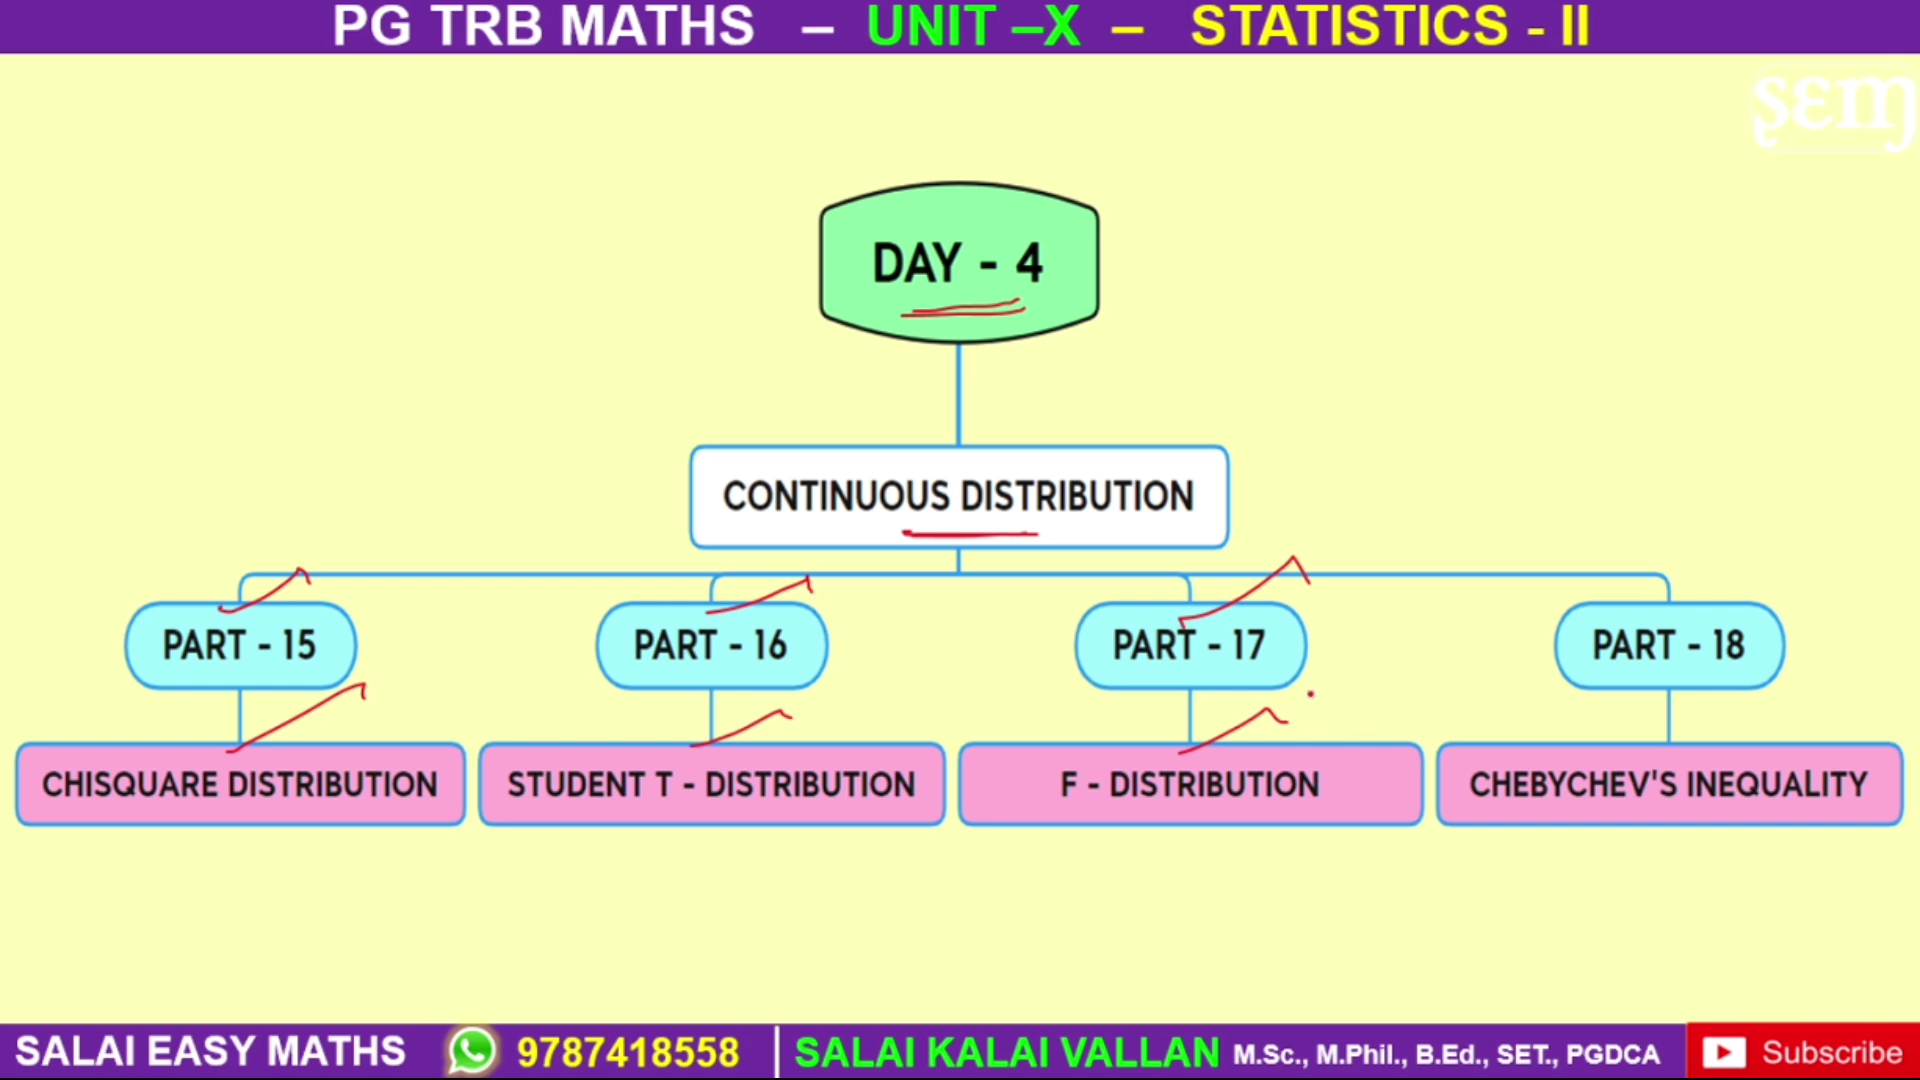 PG TRB MATHS – UNIT –X – STATISTICS - II
şεm
DAY - 4
CONTINUOUS DISTRIBUTION
PART - 15
PART - 16
PART - 17
PART - 18
CHISQUARE DISTRIBUTION
STUDENT T - DISTRIBUTION
F - DISTRIBUTION
CHEBYCHEV'S INEQUALITY
SALAI EASY MATHS 9787418558 SALAI KALAI VALLAN M.Sc., M.Phil., B.Ed., SET., PGDCA Subscribe